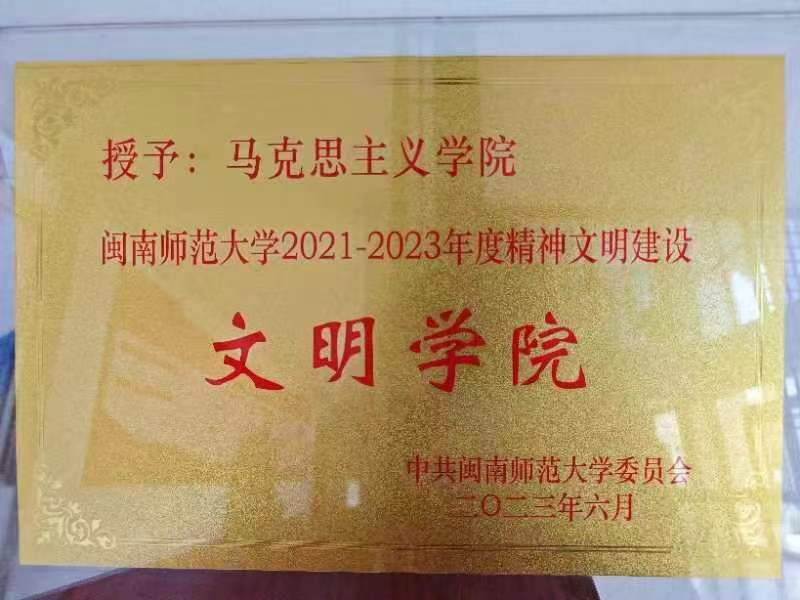 授予：马克思主义学院
闽南师范大学2021-2023年度精神文明建设
文明学院
中共闽南师范大学委员会
二〇二三年六月